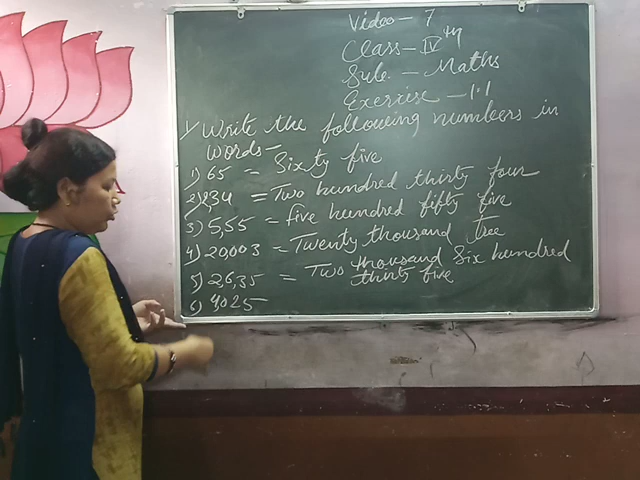 Video - 7
Class - IV th
Sub. - Maths
Exercise - 1.1
1) Write the following numbers in
words -
1) 65 = Sixty five
2) 234 = Two hundred thirty four
3) 5,55 = five hundred fifty five
4) 20,003 = Twenty thousand Tree
5) 26,35 = Two thousand Six hundred
thirty five
6) 4025